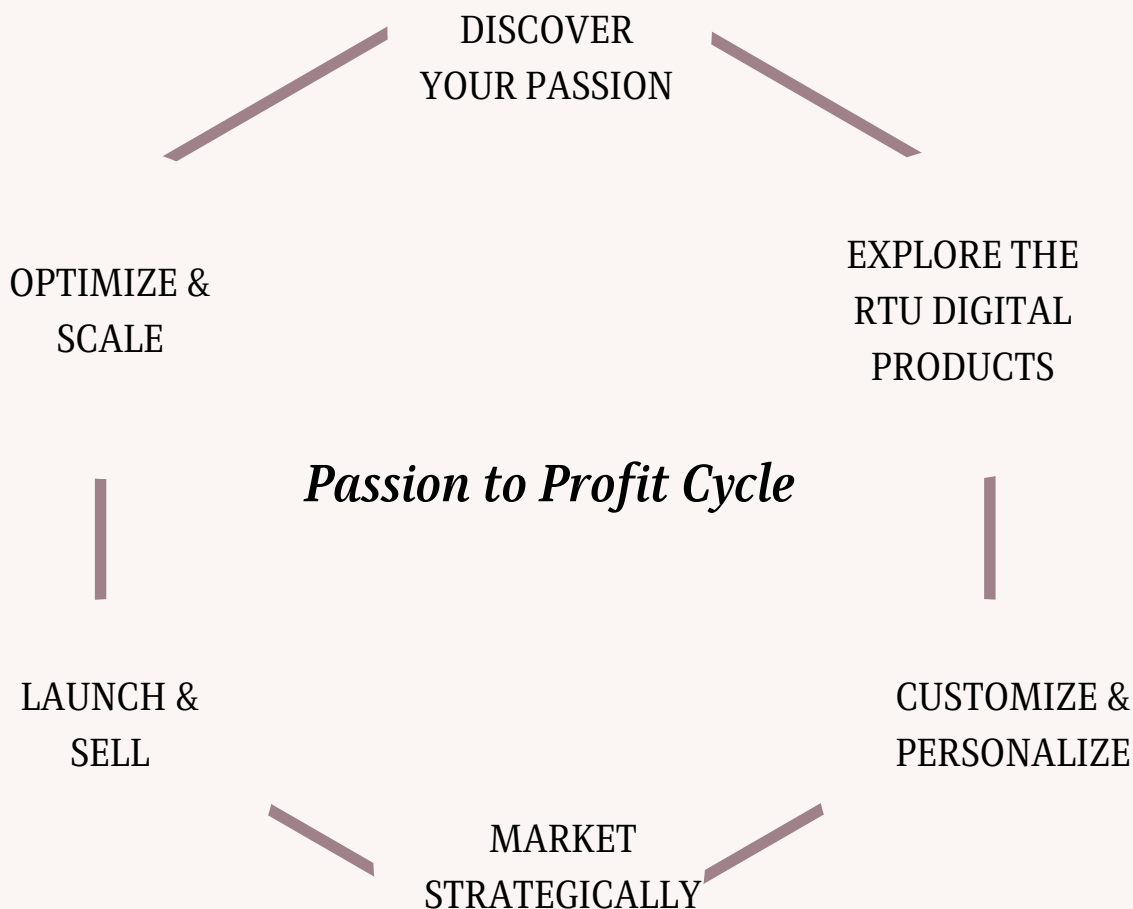 DISCOVER
YOUR PASSION
EXPLORE THE
RTU DIGITAL
PRODUCTS
CUSTOMIZE &
PERSONALIZE
MARKET
STRATEGICALLY
LAUNCH &
SELL
OPTIMIZE &
SCALE
Passion to Profit Cycle